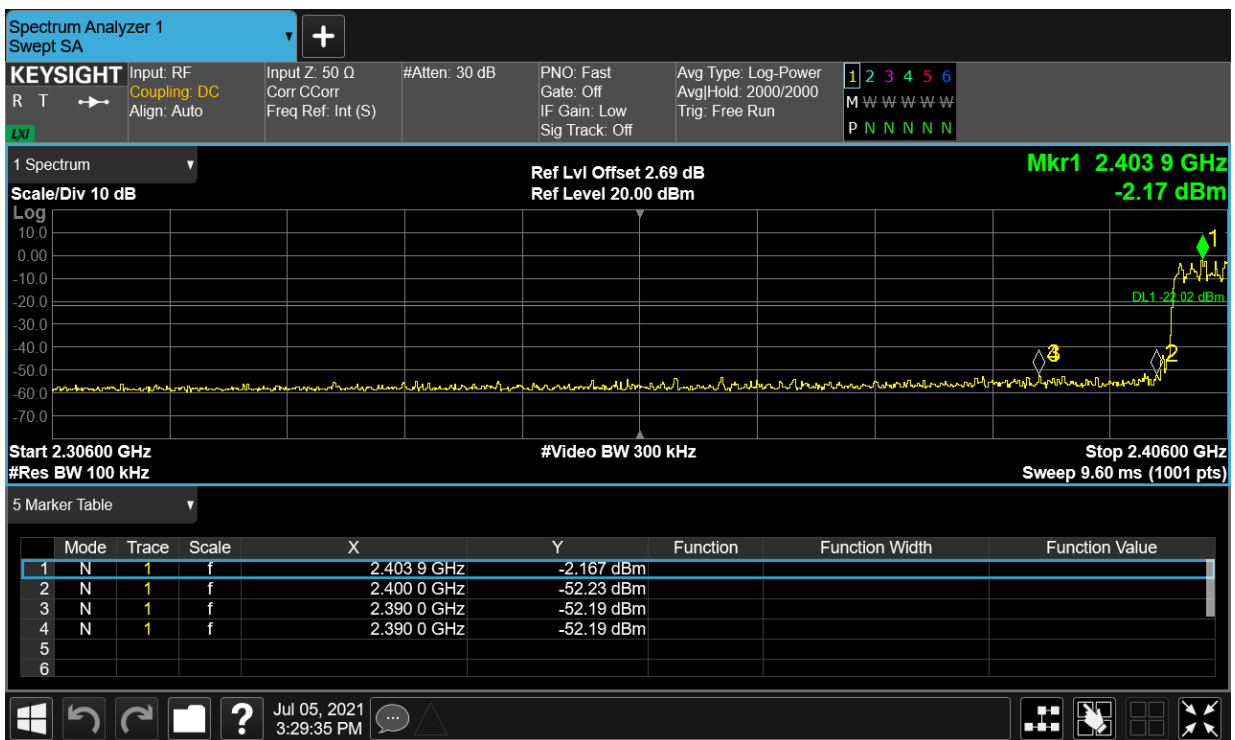 Spectrum Analyzer 1
Swept SA
+
KEYSIGHT
R T
LXI
Input: RF
Coupling: DC
Align: Auto
Input Z: 50 Ω
Corr CCorr
Freq Ref: Int (S)
#Atten: 30 dB
PNO: Fast
Gate: Off
IF Gain: Low
Sig Track: Off
Avg Type: Log-Power
Avg|Hold: 2000/2000
Trig: Free Run
1 2 3 4 5 6
M W W W W W
P N N N N N
1 Spectrum
Scale/Div 10 dB
Ref Lvl Offset 2.69 dB
Ref Level 20.00 dBm
Mkr1 2.403 9 GHz
-2.17 dBm
Log
10.0
0.00
-10.0
-20.0
-30.0
-40.0
-50.0
-60.0
-70.0
1
DL1 -22.02 dBm
2
Start 2.30600 GHz
#Res BW 100 kHz
#Video BW 300 kHz
Stop 2.40600 GHz
Sweep 9.60 ms (1001 pts)
5 Marker Table
Mode Trace Scale X Y Function Function Width Function Value
1 N 1 f 2.403 9 GHz -2.167 dBm
2 N 1 f 2.400 0 GHz -52.23 dBm
3 N 1 f 2.390 0 GHz -52.19 dBm
4 N 1 f 2.390 0 GHz -52.19 dBm
5
6
?
Jul 05, 2021
3:29:35 PM